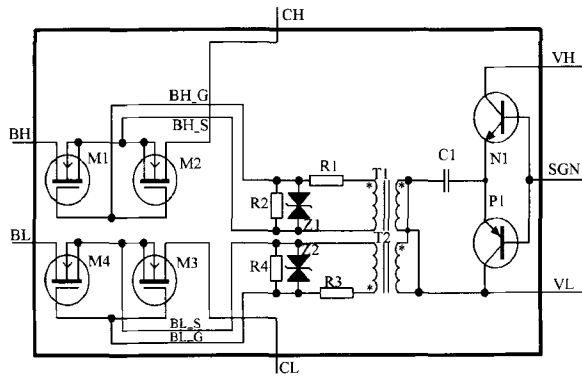 CH
VH
BH_G
BH_S
BH
M1
M2
R1
T1
C1
N1
SGN
R2
Z1
P1
BL
T2
M4
M3
R4
Z2
R3
BL_S
BL_G
VL
CL